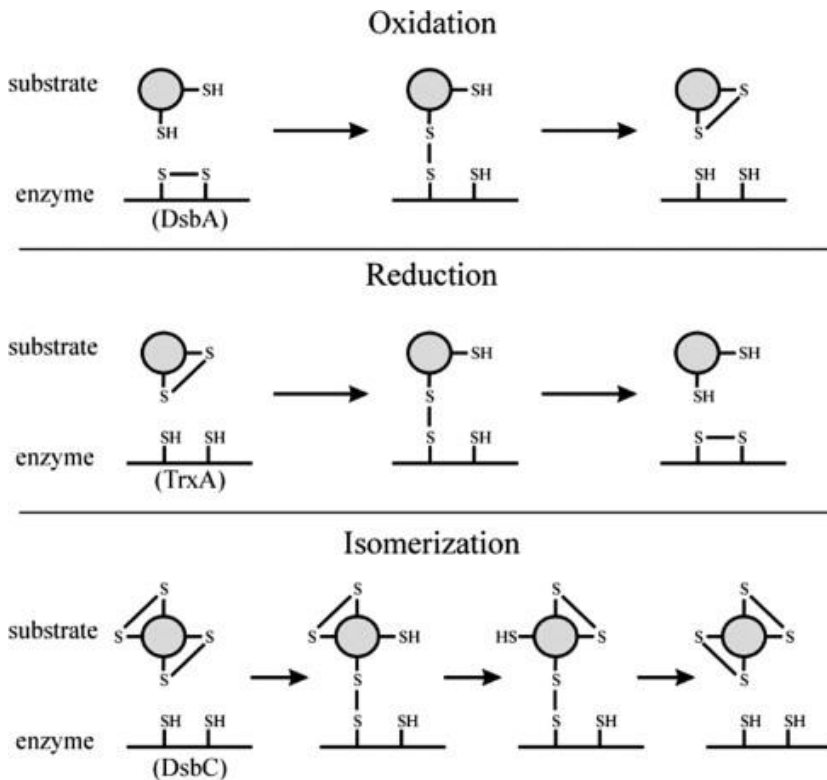 Oxidation
substrate SH SH S S
SH S S
S S S SH SH SH
enzyme
(DsbA)
Reduction
substrate S SH SH
S S SH
SH SH S SH S S
enzyme
(TrxA)
Isomerization
S S S S
substrate S S S SH HS S S S
S S S S
SH SH S SH S SH SH SH
enzyme
(DsbC)